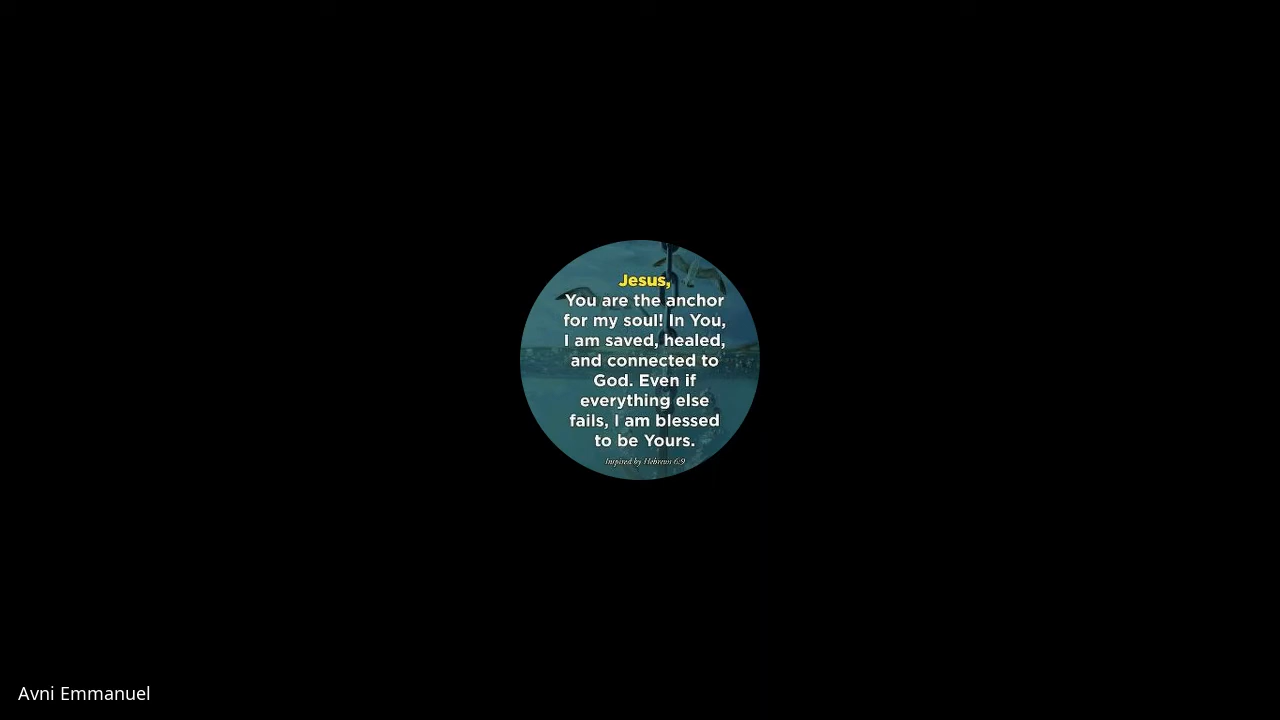 Jesus,
You are the anchor
for my soul! In You,
I am saved, healed,
and connected to
God. Even if
everything else
fails, I am blessed
to be Yours.
Inspired by Hebrews 6:9
Avni Emmanuel